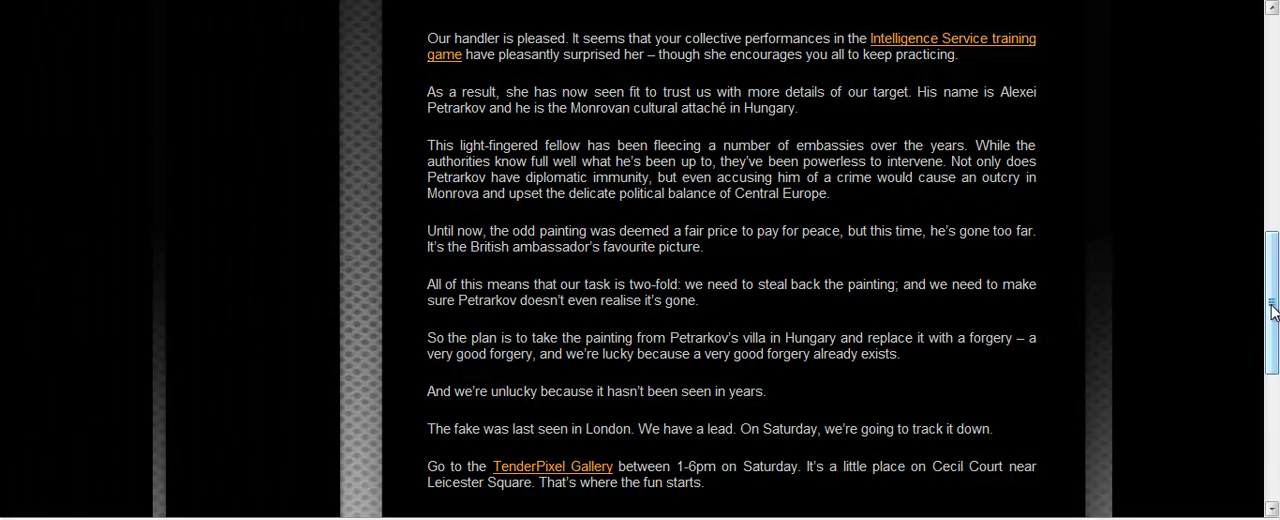 Our handler is pleased. It seems that your collective performances in the Intelligence Service training
game have pleasantly surprised her – though she encourages you all to keep practicing.
As a result, she has now seen fit to trust us with more details of our target. His name is Alexei
Petrarkov and he is the Monrovan cultural attaché in Hungary.
This light-fingered fellow has been fleecing a number of embassies over the years. While the
authorities know full well what he’s been up to, they’ve been powerless to intervene. Not only does
Petrarkov have diplomatic immunity, but even accusing him of a crime would cause an outcry in
Monrova and upset the delicate political balance of Central Europe.
Until now, the odd painting was deemed a fair price to pay for peace, but this time, he’s gone too far.
It’s the British ambassador’s favourite picture.
All of this means that our task is two-fold: we need to steal back the painting; and we need to make
sure Petrarkov doesn’t even realise it’s gone.
So the plan is to take the painting from Petrarkov’s villa in Hungary and replace it with a forgery – a
very good forgery, and we’re lucky because a very good forgery already exists.
And we’re unlucky because it hasn’t been seen in years.
The fake was last seen in London. We have a lead. On Saturday, we’re going to track it down.
Go to the TenderPixel Gallery between 1-6pm on Saturday. It’s a little place on Cecil Court near
Leicester Square. That’s where the fun starts.